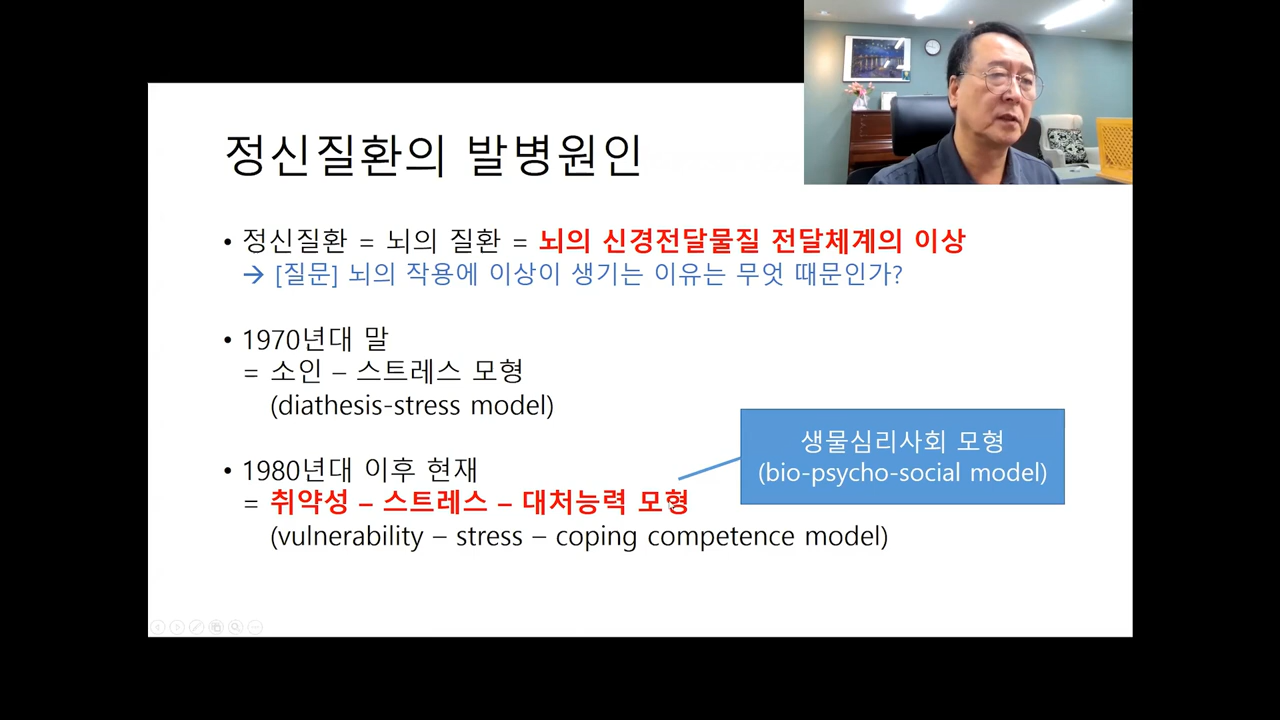 정신질환의 발병원인
• 정신질환 = 뇌의 질환 = 뇌의 신경전달물질 전달체계의 이상
→ [질문] 뇌의 작용에 이상이 생기는 이유는 무엇 때문인가?
• 1970년대 말
= 소인 – 스트레스 모형
(diathesis-stress model)
생물심리사회 모형
(bio-psycho-social model)
• 1980년대 이후 현재
= 취약성 – 스트레스 – 대처능력 모형
(vulnerability – stress – coping competence model)